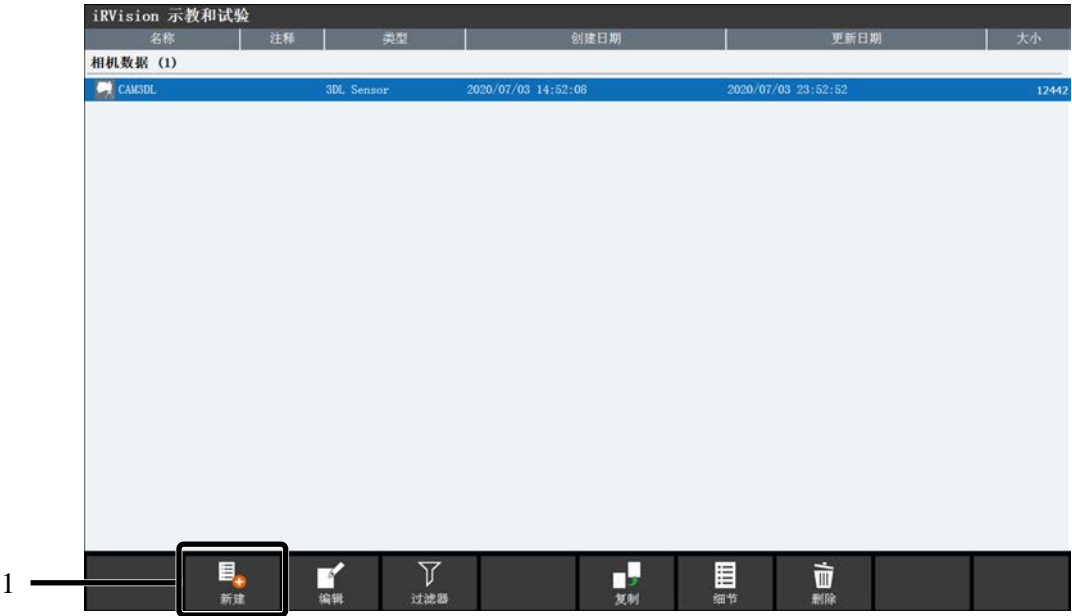 iRVision 示教和试验
名称 注释 类型 创建日期 更新日期 大小
相机数据 (1)
CAM3DL 3DL Sensor 2020/07/03 14:52:08 2020/07/03 23:52:52 12442
1
新建 编辑 过滤器 复制 细节 删除